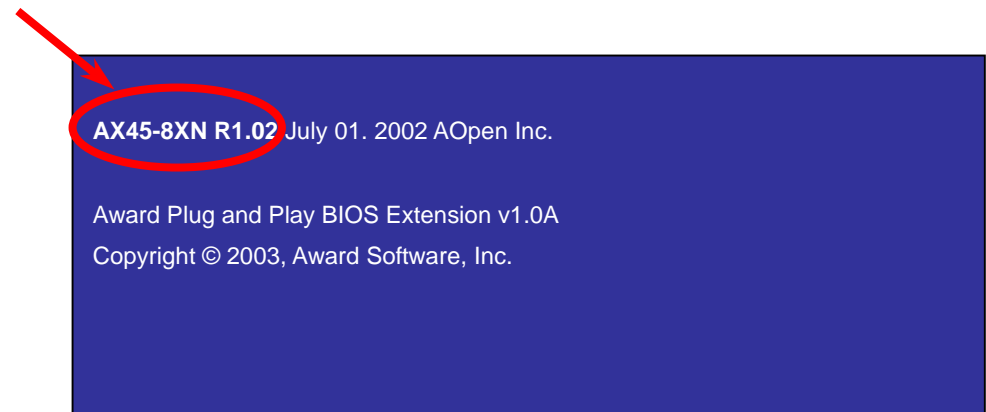 AX45-8XN R1.02 July 01. 2002 AOpen Inc.
Award Plug and Play BIOS Extension v1.0A
Copyright © 2003, Award Software, Inc.